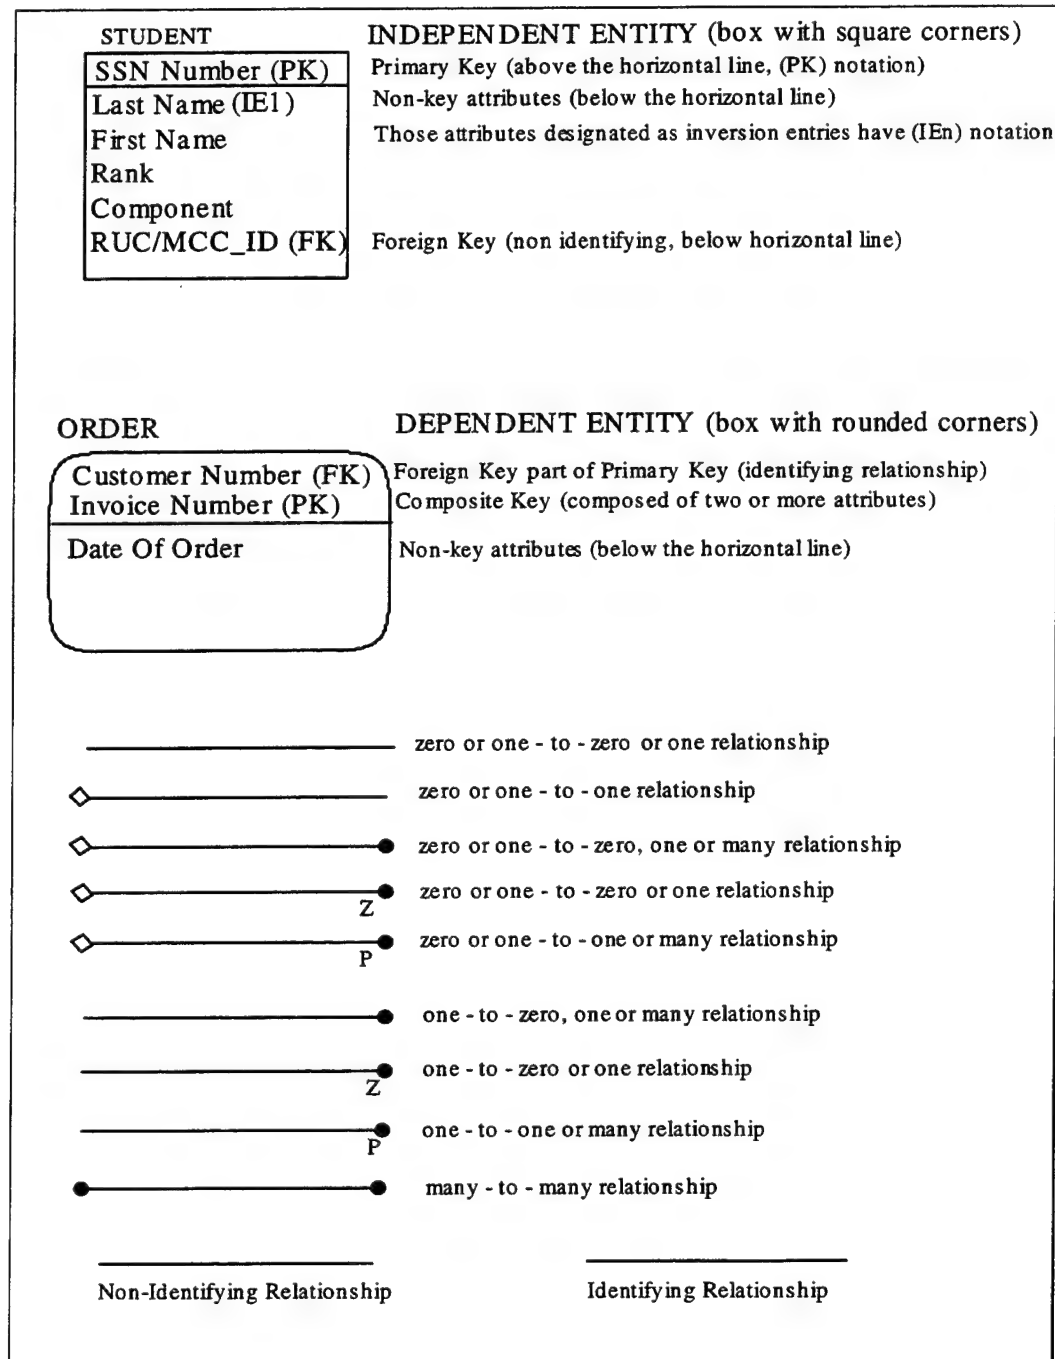 STUDENT INDEPENDENT ENTITY (box with square corners)
SSN Number (PK) Primary Key (above the horizontal line, (PK) notation)
Last Name (IE1) Non-key attributes (below the horizontal line)
First Name Those attributes designated as inversion entries have (IEn) notation
Rank
Component
RUC/MCC_ID (FK) Foreign Key (non identifying, below horizontal line)
ORDER DEPENDENT ENTITY (box with rounded corners)
Customer Number (FK) Foreign Key part of Primary Key (identifying relationship)
Invoice Number (PK) Composite Key (composed of two or more attributes)
Date Of Order Non-key attributes (below the horizontal line)
zero or one - to - zero or one relationship
zero or one - to - one relationship
zero or one - to - zero, one or many relationship
Z zero or one - to - zero or one relationship
P zero or one - to - one or many relationship
one - to - zero, one or many relationship
Z one - to - zero or one relationship
P one - to - one or many relationship
many - to - many relationship
Non-Identifying Relationship Identifying Relationship